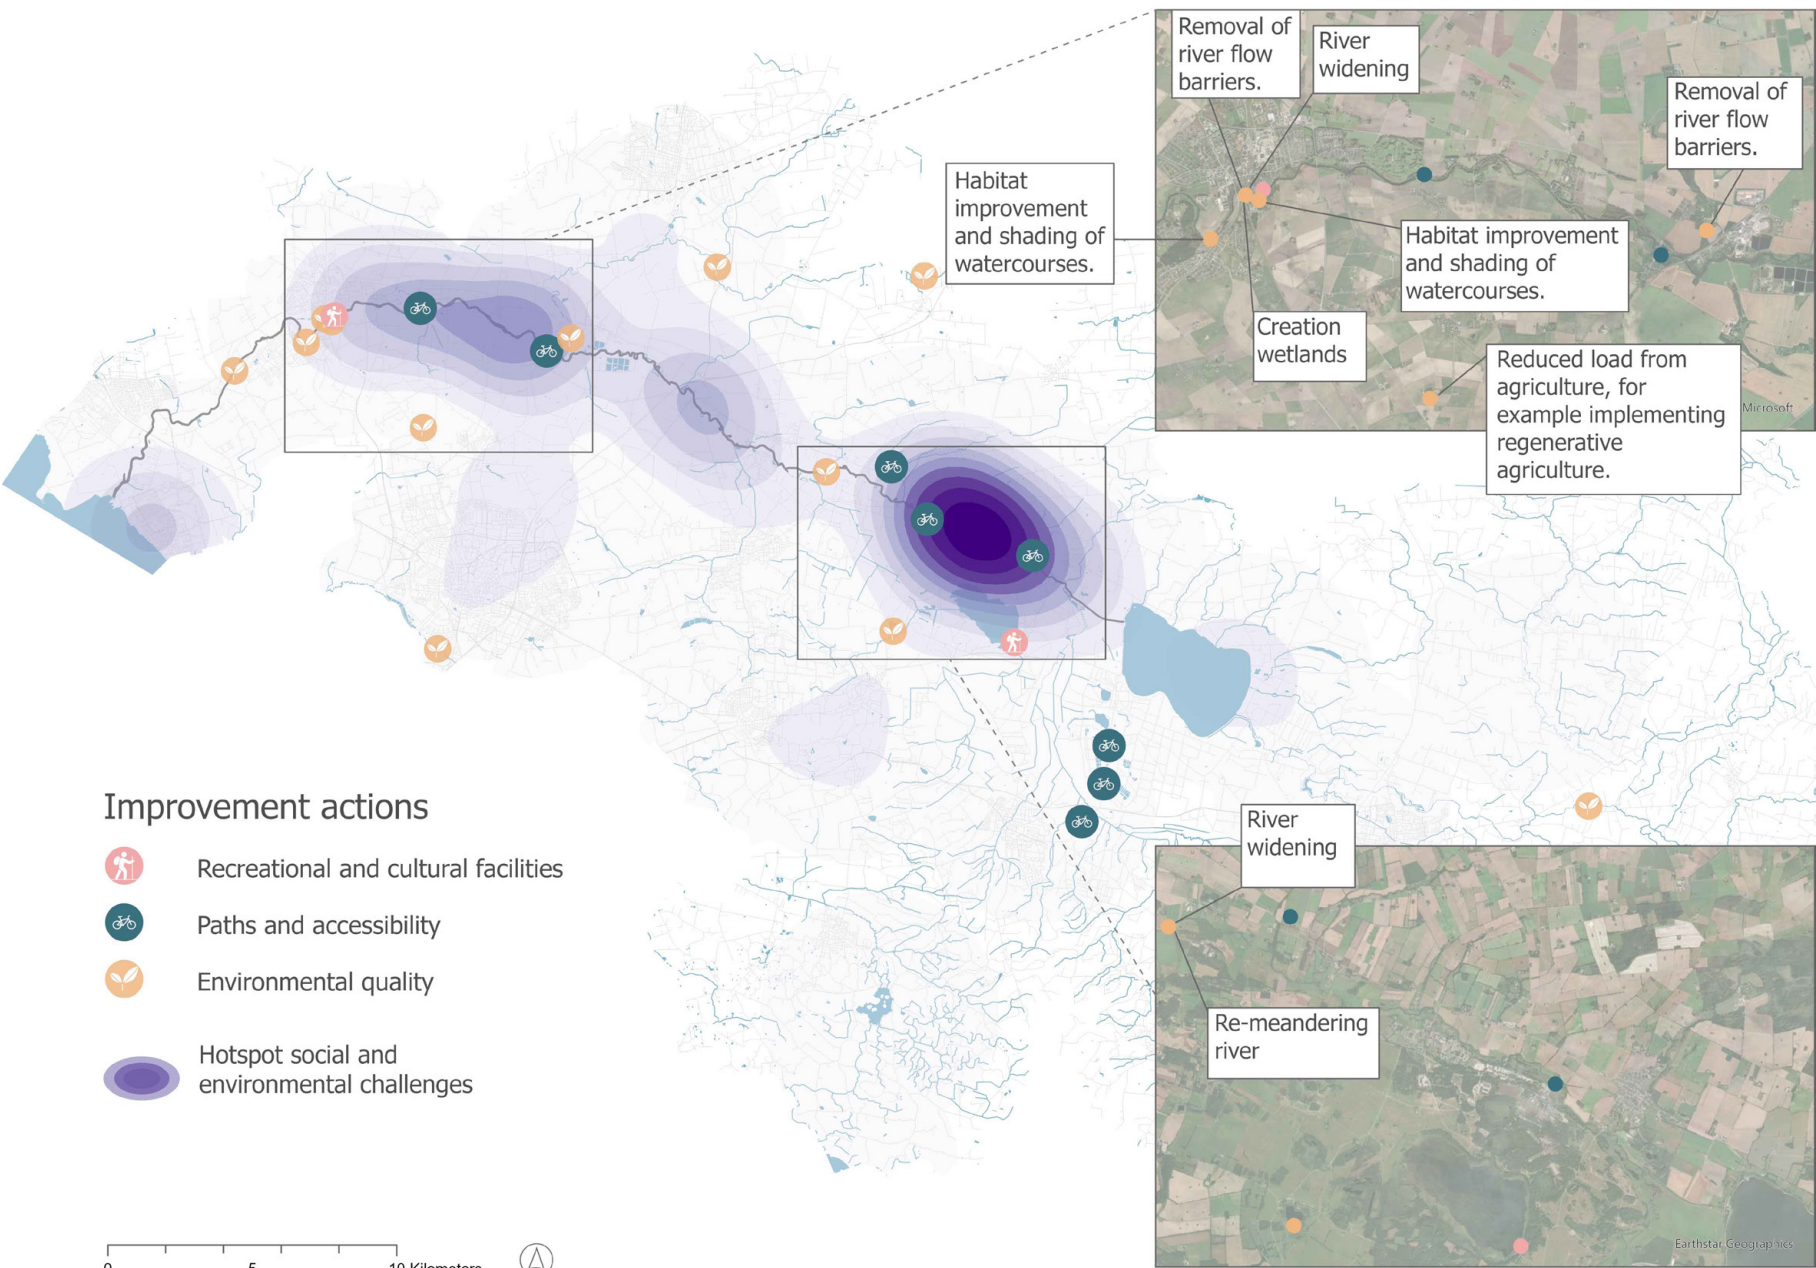 Removal of
river flow
barriers.
River
widening
Removal of
river flow
barriers.
Habitat
improvement
and shading of
watercourses.
Habitat improvement
and shading of
watercourses.
Creation
wetlands
Reduced load from
agriculture, for
example implementing
regenerative
agriculture.
Microsoft
Improvement actions
Recreational and cultural facilities
Paths and accessibility
Environmental quality
Hotspot social and
environmental challenges
River
widening
Re-meandering
river
Earthstar Geographics
0 5 10 Kilometers